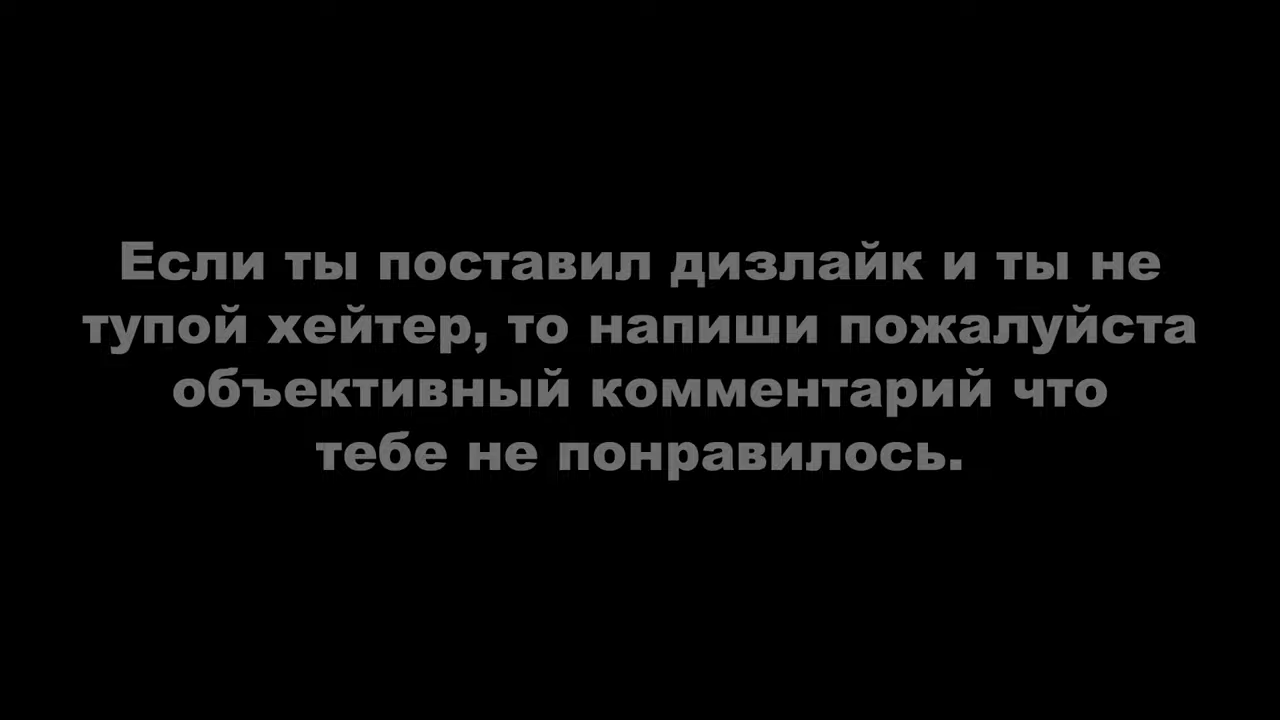 Если ты поставил дизлайк и ты не
тупой хейтер, то напиши пожалуйста
объективный комментарий что
тебе не понравилось.